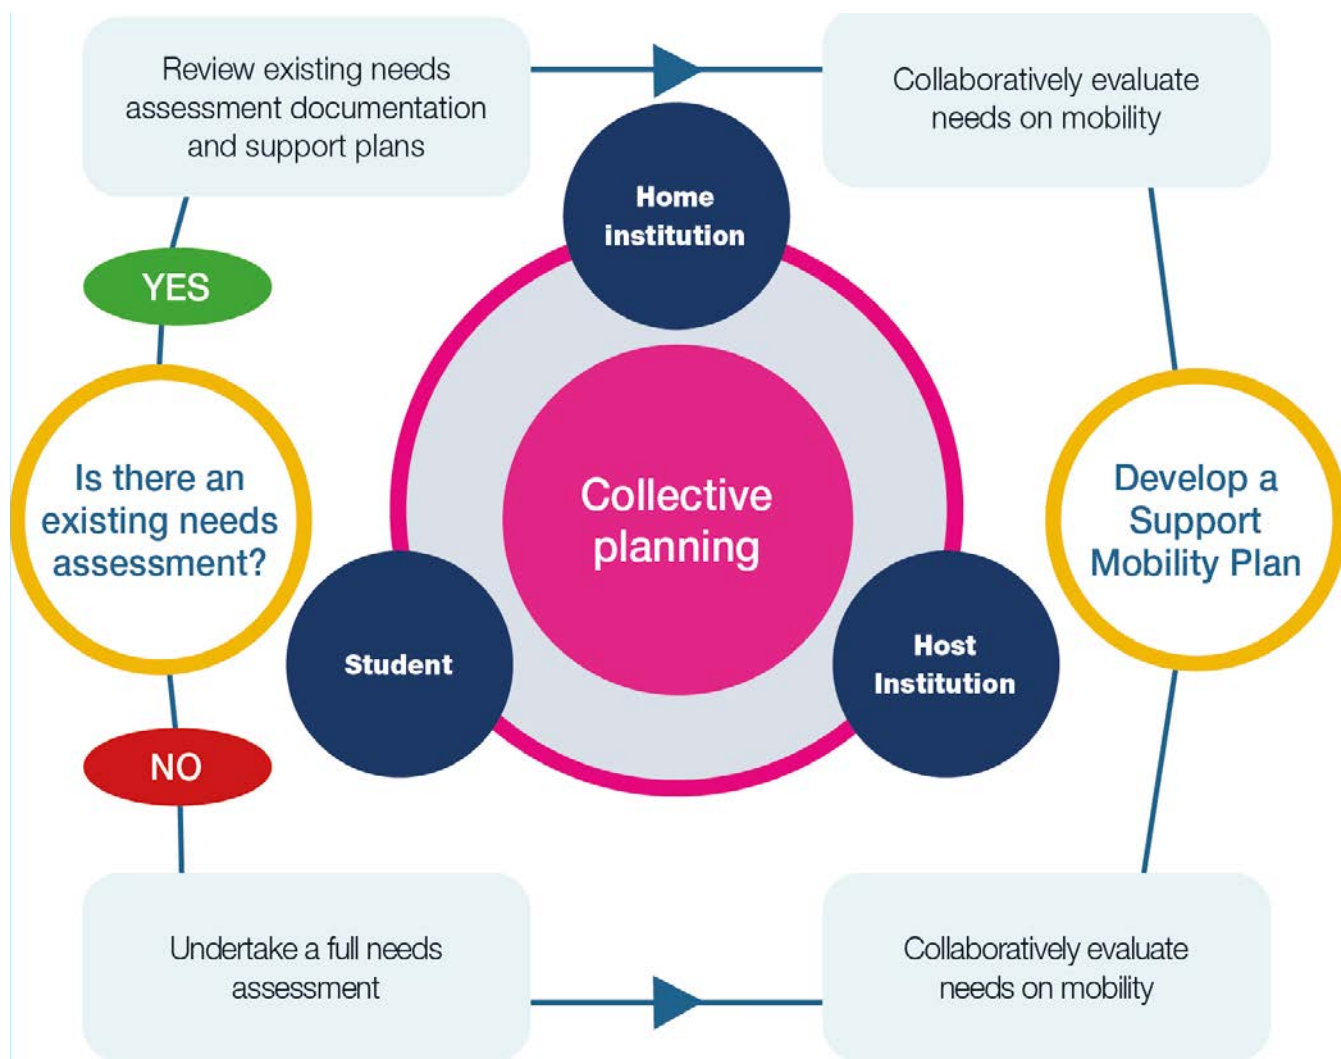 Review existing needs
assessment documentation
and support plans
Collaboratively evaluate
needs on mobility
Home
institution
YES
Is there an
existing needs
assessment?
Collective
planning
Develop a
Support
Mobility Plan
Student
Host
Institution
NO
Undertake a full needs
assessment
Collaboratively evaluate
needs on mobility